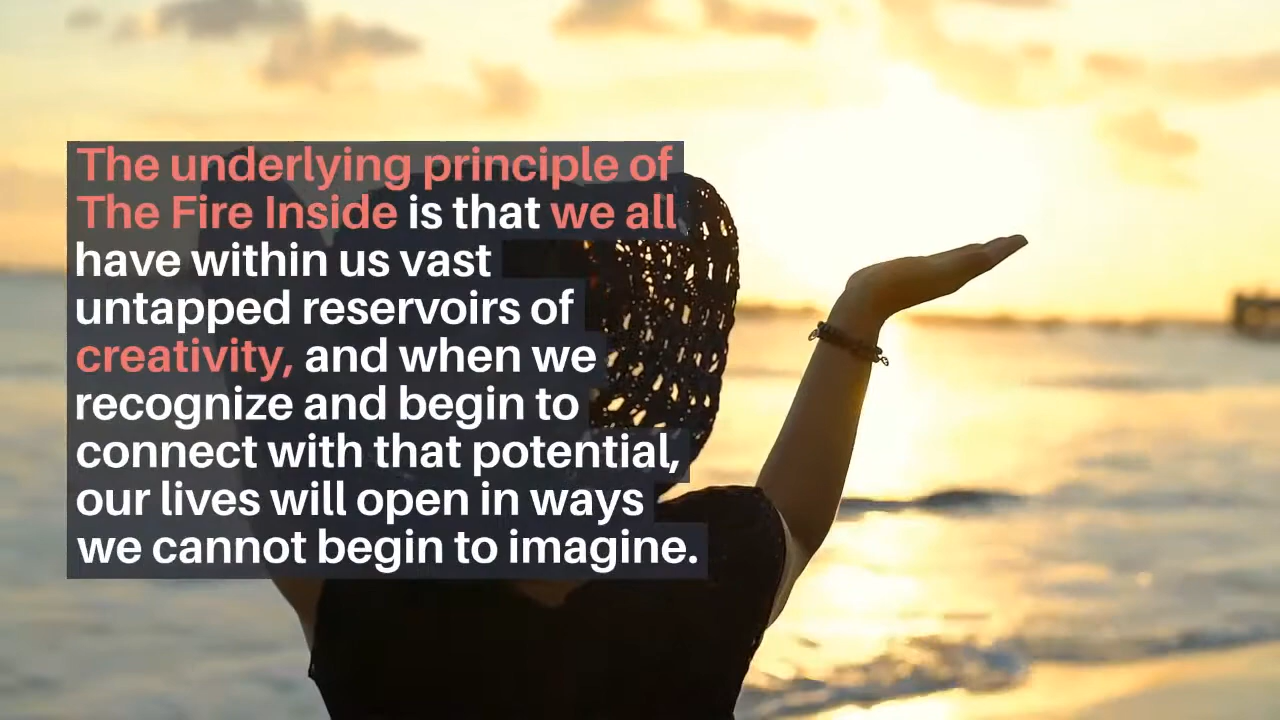 The underlying principle of
The Fire Inside is that we all
have within us vast
untapped reservoirs of
creativity, and when we
recognize and begin to
connect with that potential,
our lives will open in ways
we cannot begin to imagine.